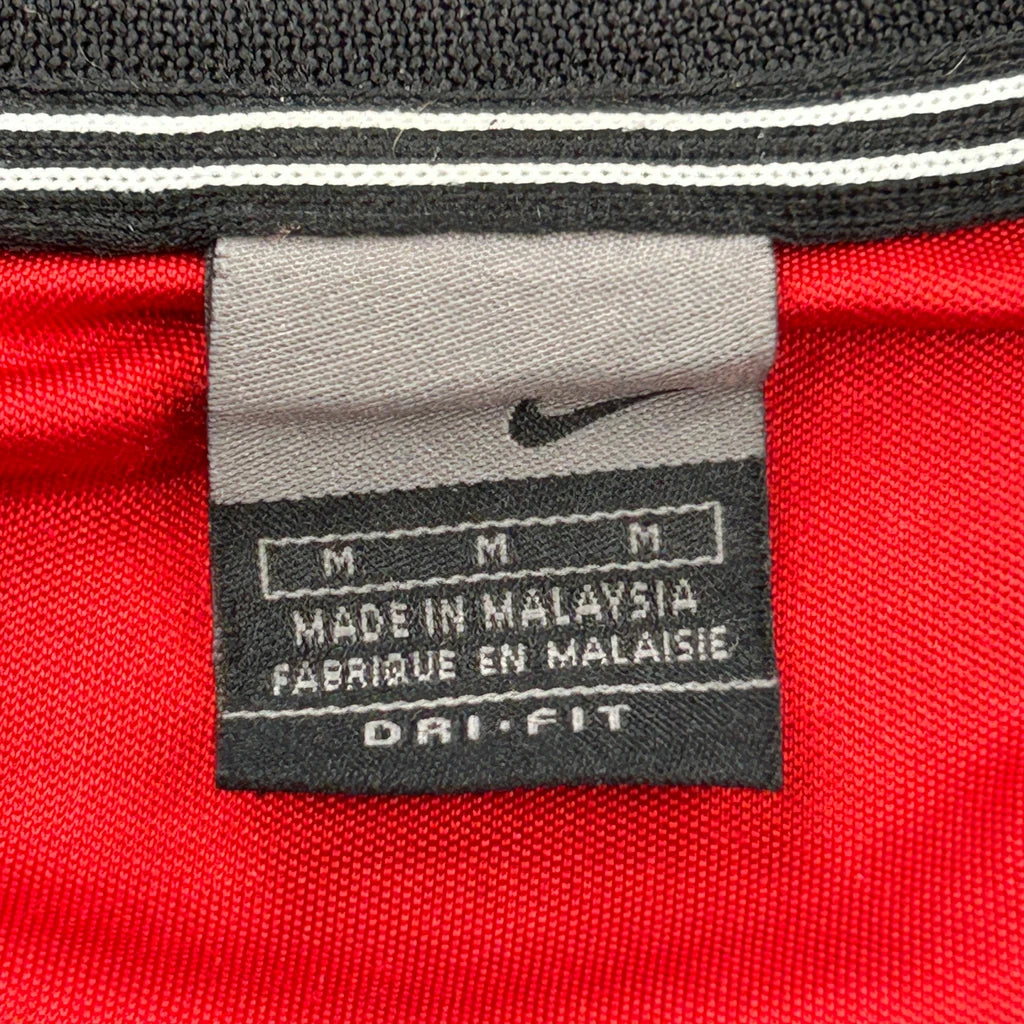 M M M
MADE IN MALAYSIA
FABRIQUE EN MALAISIE
DRI·FIT